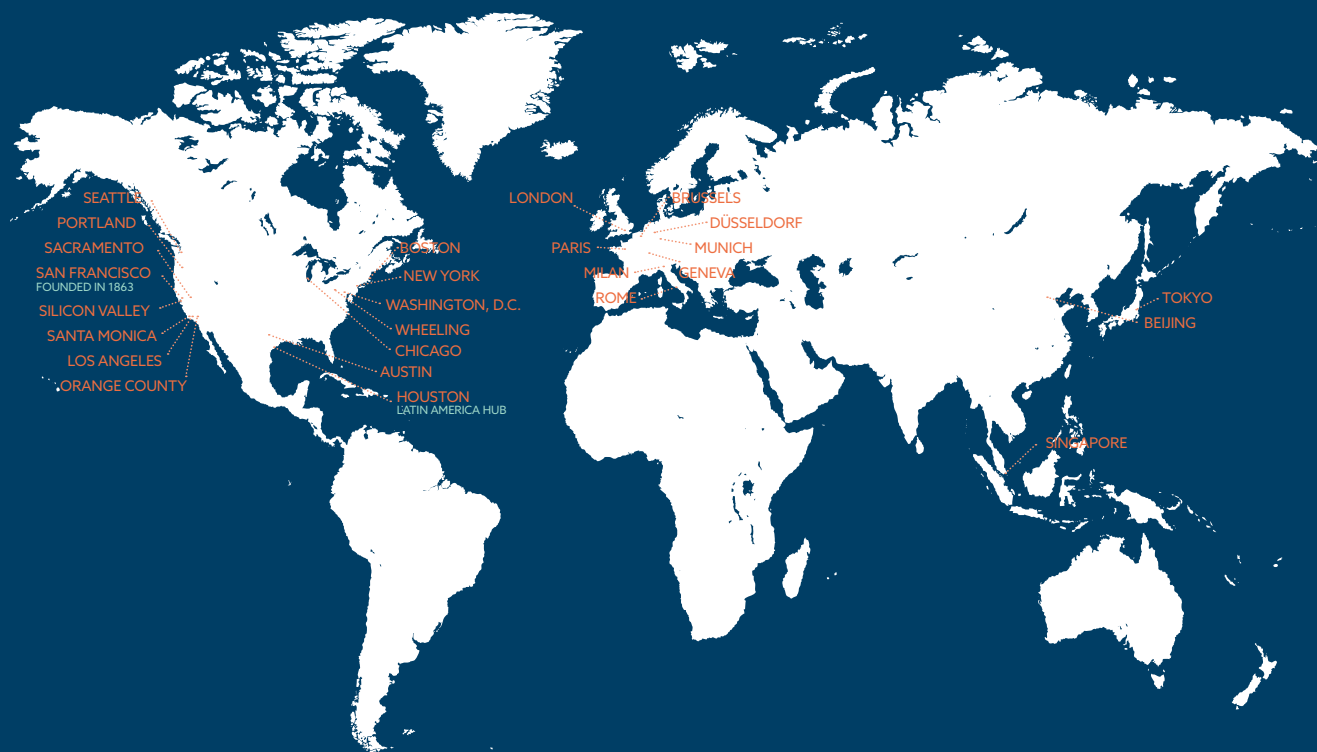 SEATTLE
PORTLAND
SACRAMENTO
SAN FRANCISCO
FOUNDED IN 1863
SILICON VALLEY
SANTA MONICA
LOS ANGELES
ORANGE COUNTY
BOSTON
NEW YORK
WASHINGTON, D.C.
WHEELING
CHICAGO
AUSTIN
HOUSTON
LATIN AMERICA HUB
LONDON
PARIS
MILAN
ROME
BRUSSELS
DÜSSELDORF
MUNICH
GENEVA
TOKYO
BEIJING
SINGAPORE